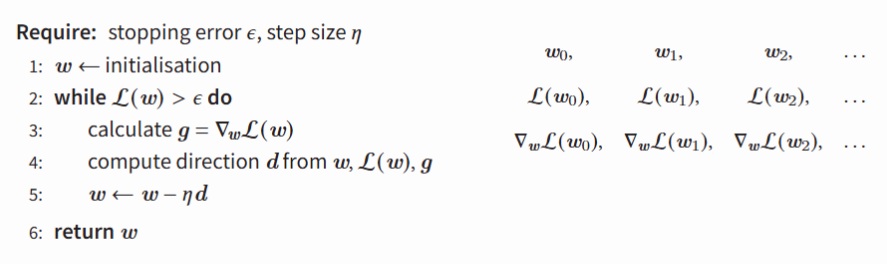 Require: stopping error ϵ, step size η
1: w ← initialisation
2: while ℒ(w) > ϵ do
3: calculate g = ∇wℒ(w)
4: compute direction d from w, ℒ(w), g
5: w ← w − ηd
6: return w
w₀, w₁, w₂, …
ℒ(w₀), ℒ(w₁), ℒ(w₂), …
∇wℒ(w₀), ∇wℒ(w₁), ∇wℒ(w₂), …